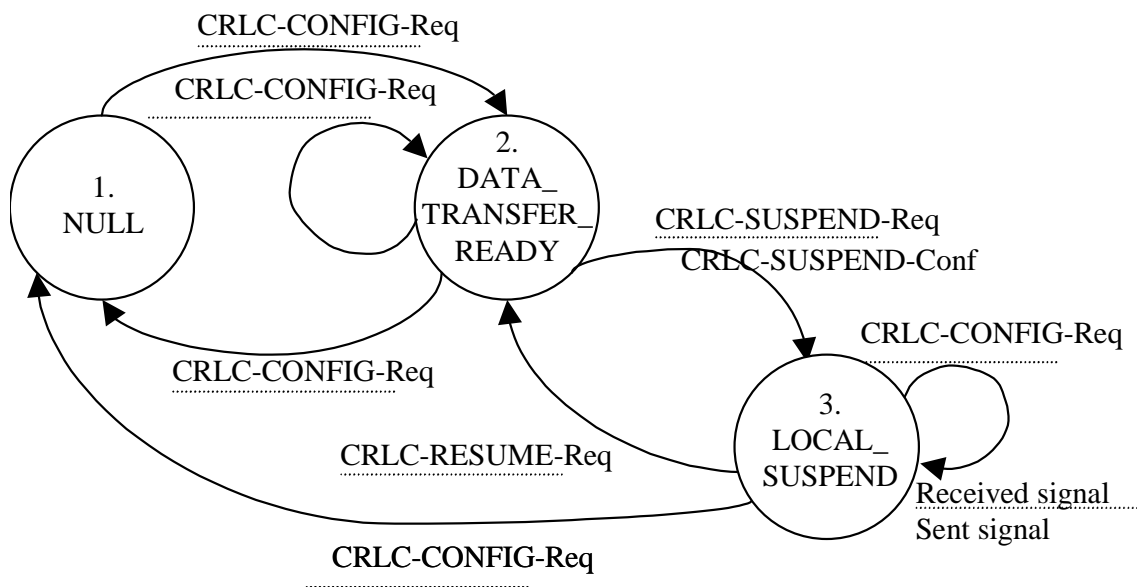 CRLC-CONFIG-Req
CRLC-CONFIG-Req
1.
NULL
2.
DATA_
TRANSFER_
READY
CRLC-SUSPEND-Req
CRLC-SUSPEND-Conf
CRLC-CONFIG-Req
CRLC-CONFIG-Req
3.
LOCAL_
SUSPEND
CRLC-RESUME-Req
Received signal
Sent signal
CRLC-CONFIG-Req